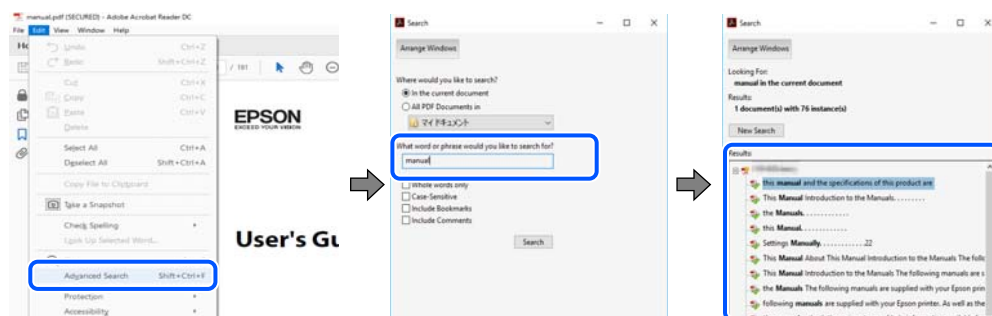 manual.pdf (SECURED) - Adobe Acrobat Reader DC
File Edit View Window Help
Undo Ctrl+Z
Redo Shift+Ctrl+Z
Cut Ctrl+X
Copy Ctrl+C
Paste Ctrl+V
Delete
Select All Ctrl+A
Deselect All Shift+Ctrl+A
Copy File to Clipboard
Take a Snapshot
Check Spelling
Look Up Selected Word...
Advanced Search Shift+Ctrl+F
Protection
Accessibility
/ 181
EPSON
EXCEED YOUR VISION
User's Gu
Search
Arrange Windows
Where would you like to search?
In the current document
All PDF Documents in
マイ ドキュメント
What word or phrase would you like to search for?
manual
Whole words only
Case-Sensitive
Include Bookmarks
Include Comments
Search
Search
Arrange Windows
Looking For:
manual in the current document
Results:
1 document(s) with 76 instance(s)
New Search
Results:
this manual and the specifications of this product are
This Manual Introduction to the Manuals. . . . . . . . .
the Manuals. . . . . . . . . . . .
this Manual. . . . . . . . . . . .
Settings Manually. . . . . . . . . . . . .22
This Manual About This Manual Introduction to the Manuals The follo
This Manual Introduction to the Manuals The following manuals are s
the Manuals The following manuals are supplied with your Epson prin
following manuals are supplied with your Epson printer. As well as the